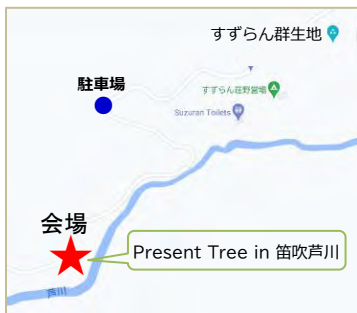 すずらん群生地
駐車場
すずらん荘野営場
Suzuran Toilets
会場
Present Tree in 笛吹芦川
芦川